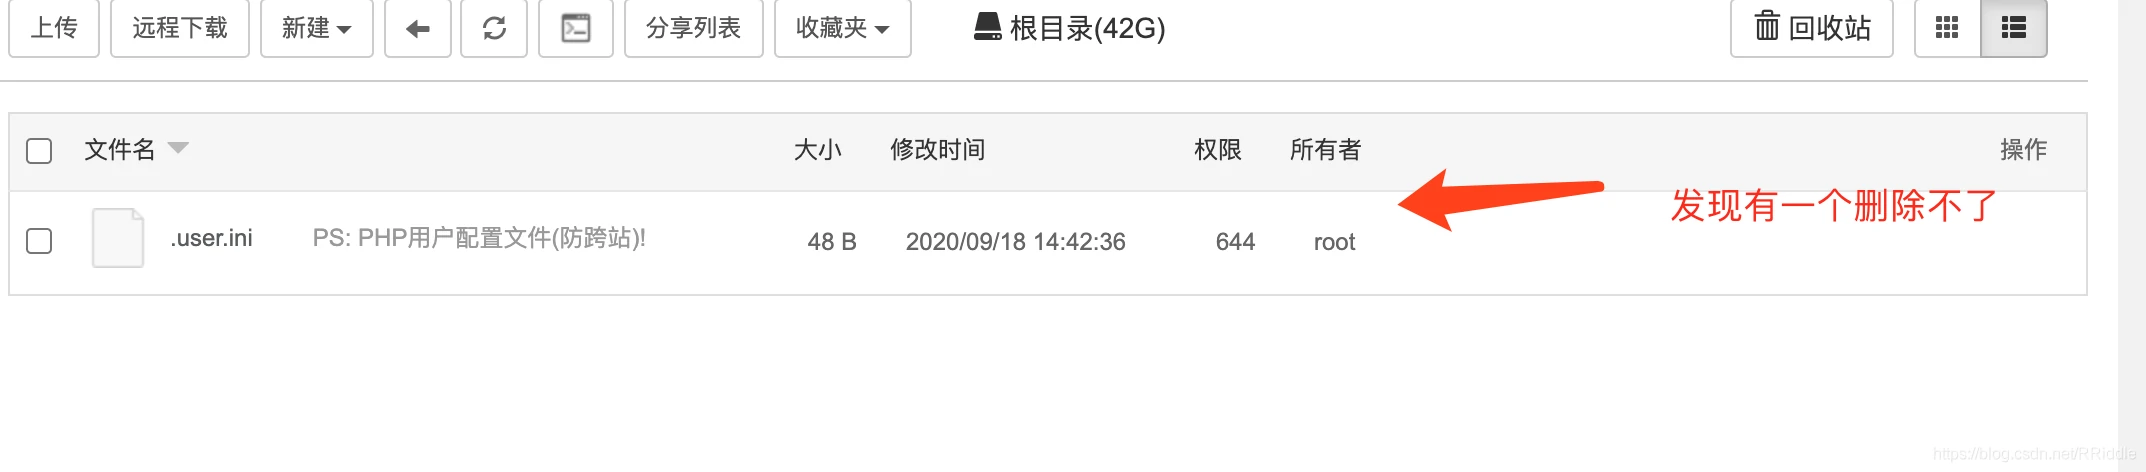 上传 远程下载 新建 分享列表 收藏夹 根目录(42G) 回收站
文件名 大小 修改时间 权限 所有者 操作
发现有一个删除不了
.user.ini PS: PHP用户配置文件(防跨站)! 48 B 2020/09/18 14:42:36 644 root
https://blog.csdn.net/RRiddle